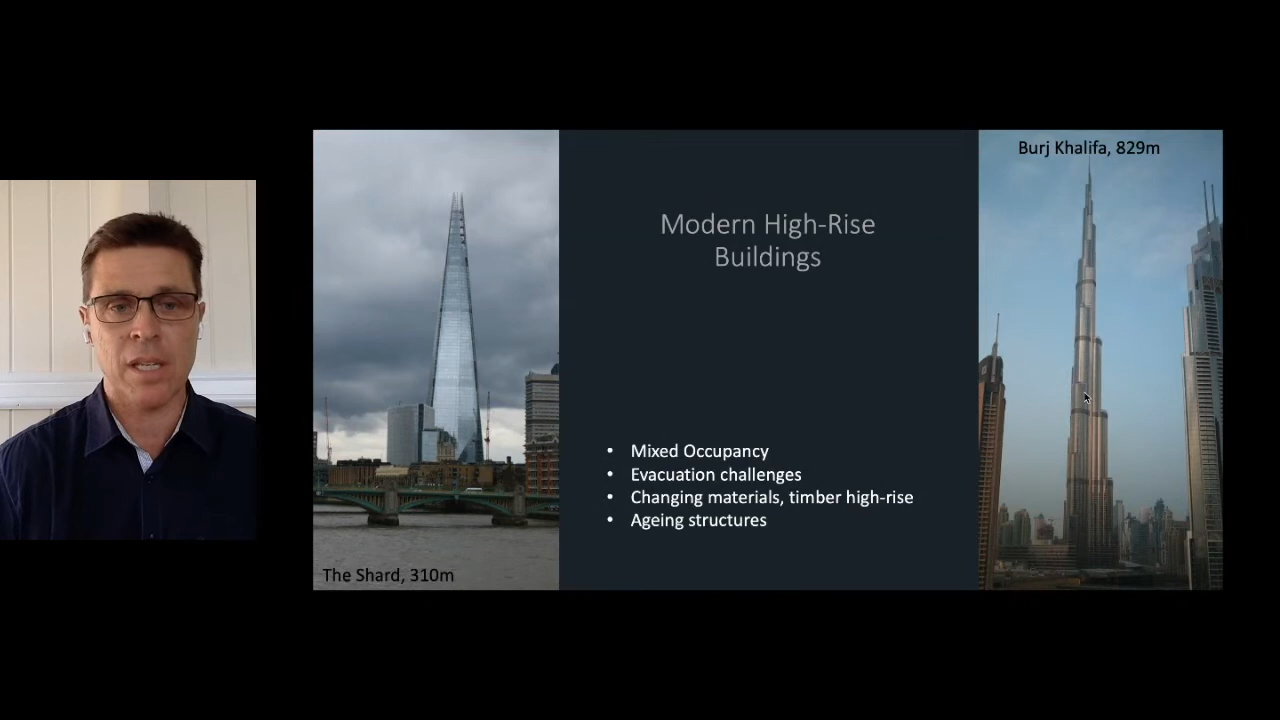 Burj Khalifa, 829m
Modern High-Rise
Buildings
• Mixed Occupancy
• Evacuation challenges
• Changing materials, timber high-rise
• Ageing structures
The Shard, 310m